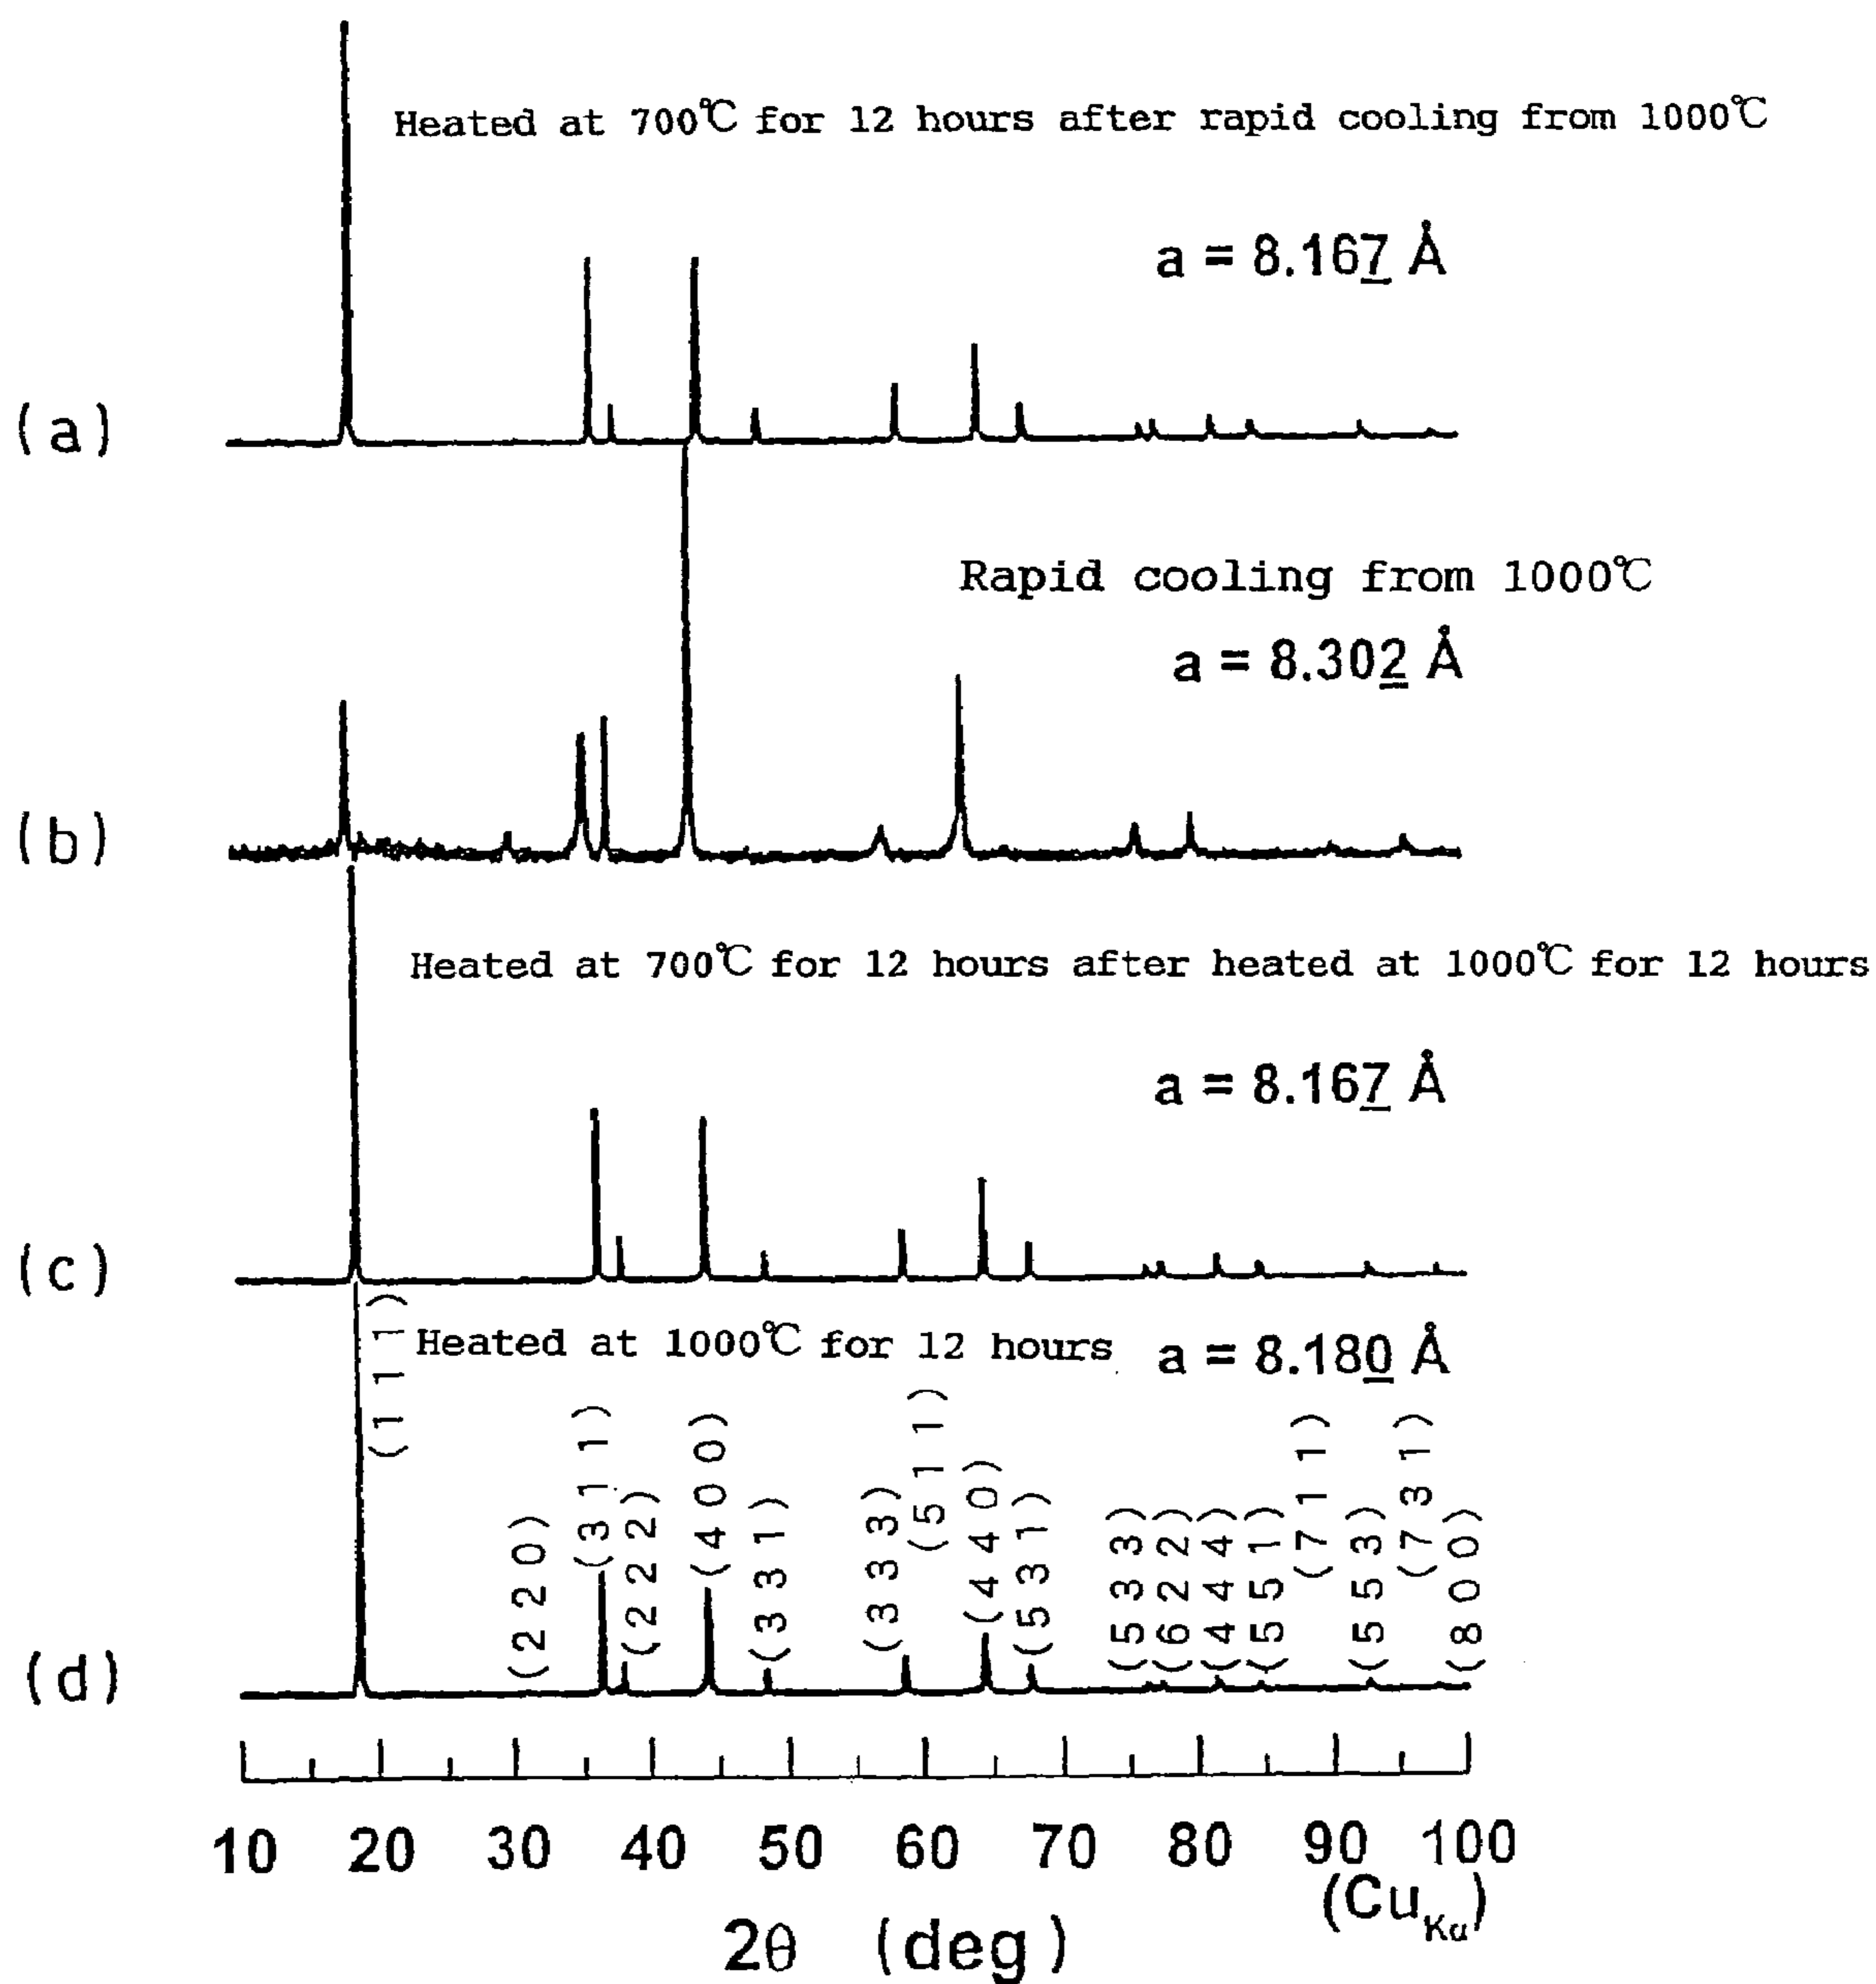 Heated at 700℃ for 12 hours after rapid cooling from 1000℃
a = 8.167 Å
(a)
Rapid cooling from 1000℃
a = 8.302 Å
(b)
Heated at 700℃ for 12 hours after heated at 1000℃ for 12 hours
a = 8.167 Å
(c)
Heated at 1000℃ for 12 hours a = 8.180 Å
(111)
(220)
(311)
(222)
(400)
(331)
(333)
(511)
(440)
(531)
(533)
(622)
(444)
(551)
(711)
(553)
(731)
(800)
(d)
10 20 30 40 50 60 70 80 90 100
(CuKα)
2θ (deg)